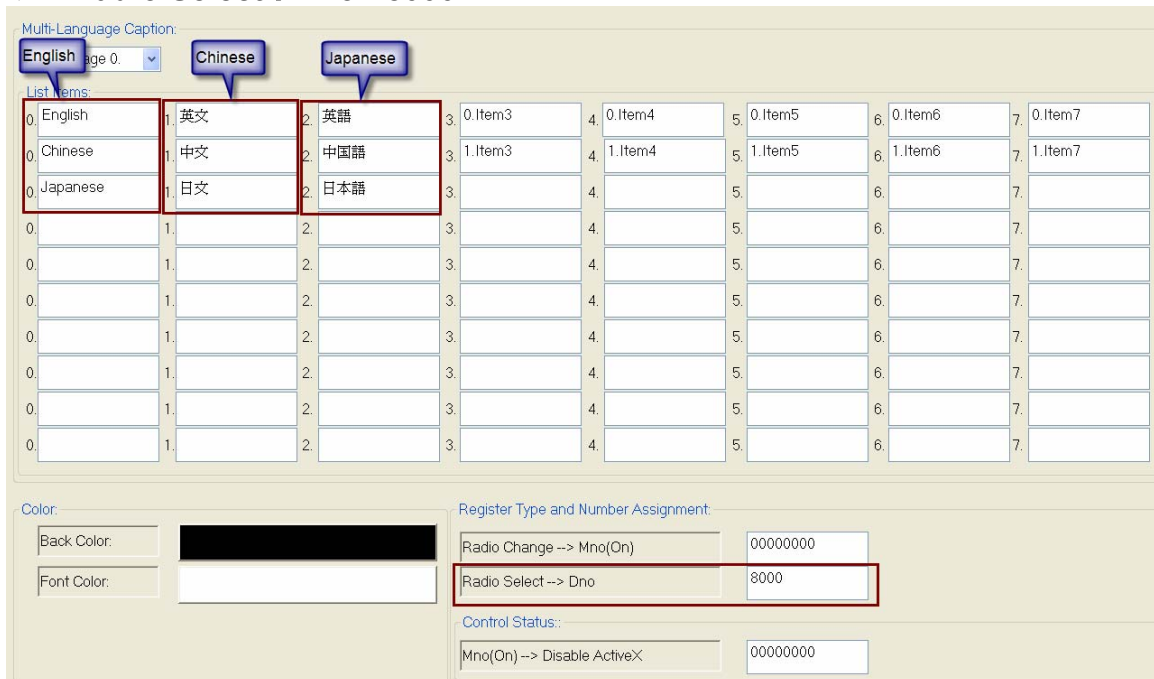 Multi-Language Caption:
English age 0. Chinese Japanese
List Items:
0. English 1. 英文 2. 英語 3. 0.Item3 4. 0.Item4 5. 0.Item5 6. 0.Item6 7. 0.Item7
0. Chinese 1. 中文 2. 中国語 3. 1.Item3 4. 1.Item4 5. 1.Item5 6. 1.Item6 7. 1.Item7
0. Japanese 1. 日文 2. 日本語 3. 4. 5. 6. 7.
0. 1. 2. 3. 4. 5. 6. 7.
0. 1. 2. 3. 4. 5. 6. 7.
0. 1. 2. 3. 4. 5. 6. 7.
0. 1. 2. 3. 4. 5. 6. 7.
0. 1. 2. 3. 4. 5. 6. 7.
0. 1. 2. 3. 4. 5. 6. 7.
0. 1. 2. 3. 4. 5. 6. 7.
Color:
Back Color:
Font Color:
Register Type and Number Assignment:
Radio Change --> Mno(On) 00000000
Radio Select --> Dno 8000
Control Status::
Mno(On) --> Disable ActiveX 00000000